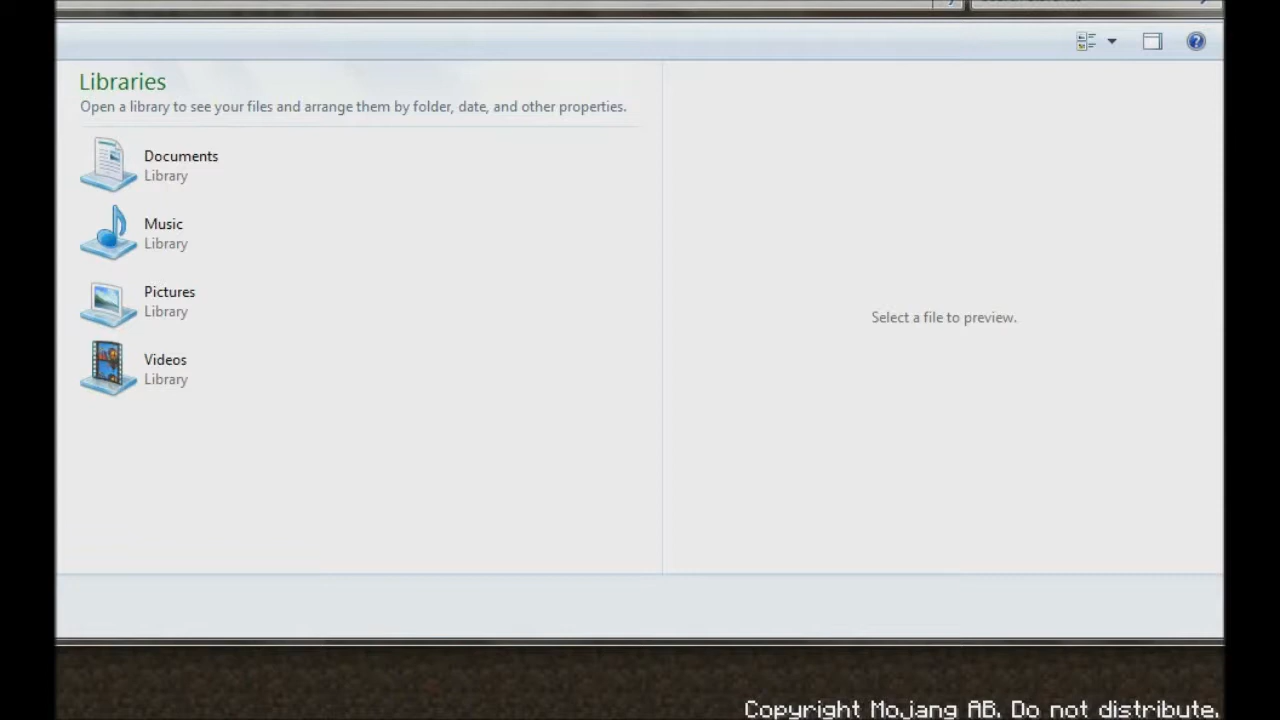 Libraries
Open a library to see your files and arrange them by folder, date, and other properties.
Documents
Library
Music
Library
Pictures
Library
Videos
Library
Select a file to preview.
Copyright Mojang AB. Do not distribute.